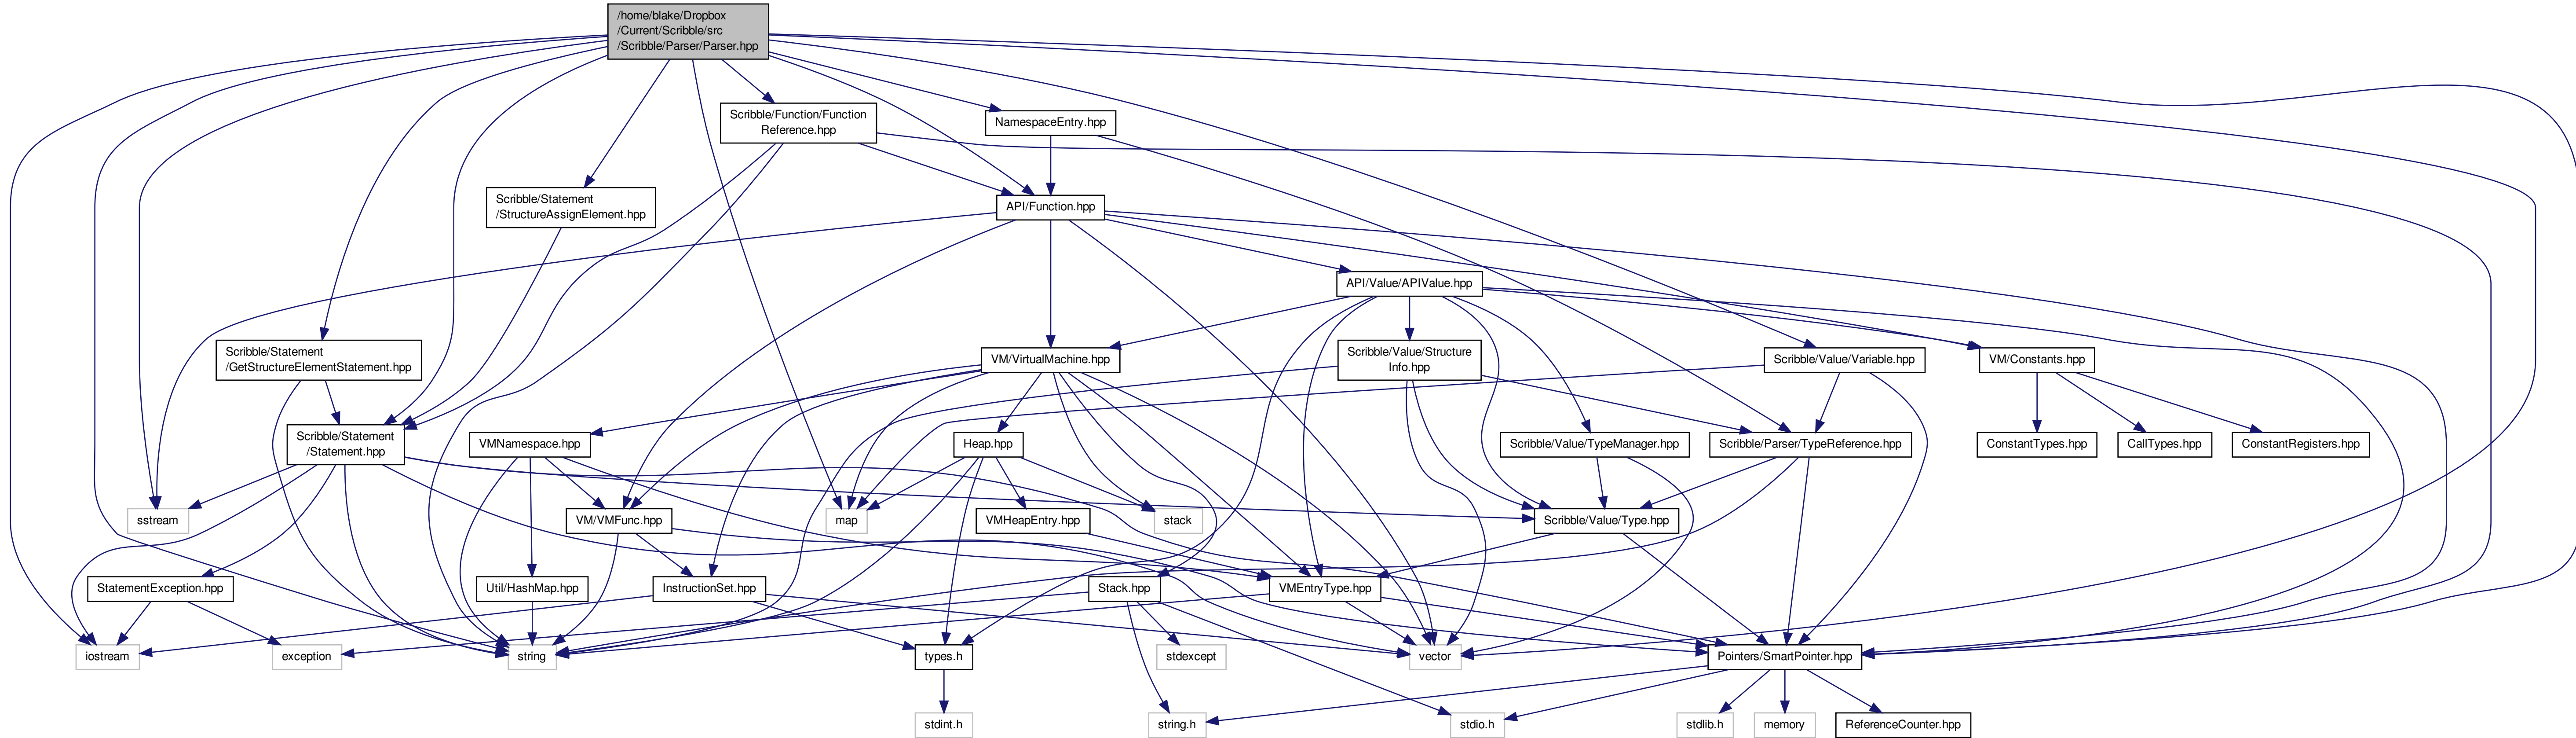 /home/blake/Dropbox
/Current/Scribble/src
/Scribble/Parser/Parser.hpp
Scribble/Function/Function
Reference.hpp
NamespaceEntry.hpp
Scribble/Statement
/StructureAssignElement.hpp
API/Function.hpp
API/Value/APIValue.hpp
Scribble/Statement
/GetStructureElementStatement.hpp
VM/VirtualMachine.hpp
Scribble/Value/Structure
Info.hpp
Scribble/Value/Variable.hpp
VM/Constants.hpp
Scribble/Statement
/Statement.hpp
VMNamespace.hpp
Heap.hpp
Scribble/Value/TypeManager.hpp
Scribble/Parser/TypeReference.hpp
ConstantTypes.hpp
CallTypes.hpp
ConstantRegisters.hpp
sstream
VM/VMFunc.hpp
map
VMHeapEntry.hpp
stack
Scribble/Value/Type.hpp
StatementException.hpp
Util/HashMap.hpp
InstructionSet.hpp
Stack.hpp
VMEntryType.hpp
iostream
exception
string
types.h
stdexcept
vector
Pointers/SmartPointer.hpp
stdint.h
string.h
stdio.h
stdlib.h
memory
ReferenceCounter.hpp